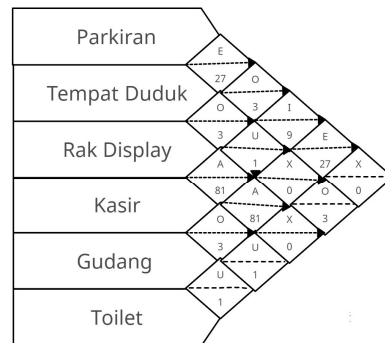 Parkiran
E
27 O
Tempat Duduk
O 3 I
3 U 9 E
Rak Display
A 1 X 27 X
81 A 0 O 0
Kasir
O 81 X 3
3 U 0
Gudang
U 1
1
Toilet